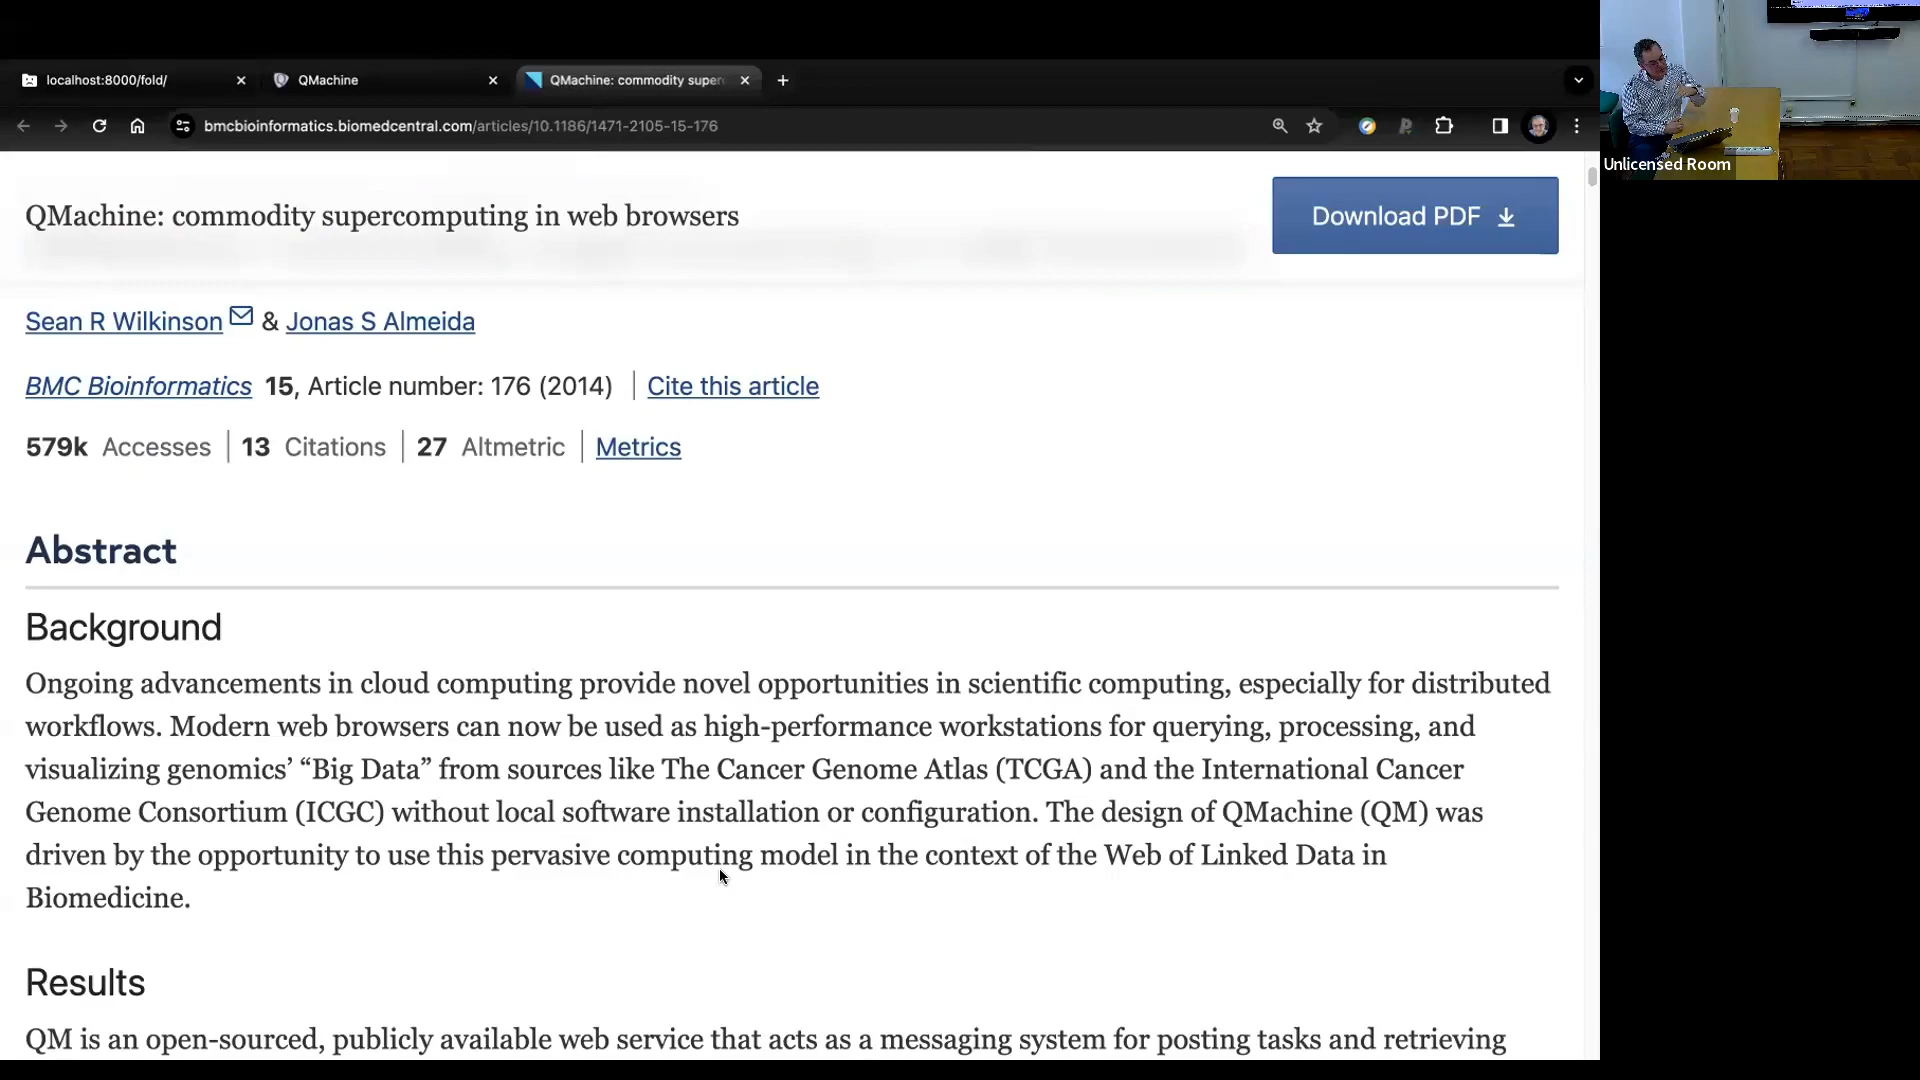 localhost:8000/fold/
QMachine
QMachine: commodity super
bmcbioinformatics.biomedcentral.com/articles/10.1186/1471-2105-15-176
Unlicensed Room
QMachine: commodity supercomputing in web browsers
Download PDF
Sean R Wilkinson & Jonas S Almeida
BMC Bioinformatics 15, Article number: 176 (2014) | Cite this article
579k Accesses | 13 Citations | 27 Altmetric | Metrics
Abstract
Background
Ongoing advancements in cloud computing provide novel opportunities in scientific computing, especially for distributed
workflows. Modern web browsers can now be used as high-performance workstations for querying, processing, and
visualizing genomics’ “Big Data” from sources like The Cancer Genome Atlas (TCGA) and the International Cancer
Genome Consortium (ICGC) without local software installation or configuration. The design of QMachine (QM) was
driven by the opportunity to use this pervasive computing model in the context of the Web of Linked Data in
Biomedicine.
Results
QM is an open-sourced, publicly available web service that acts as a messaging system for posting tasks and retrieving